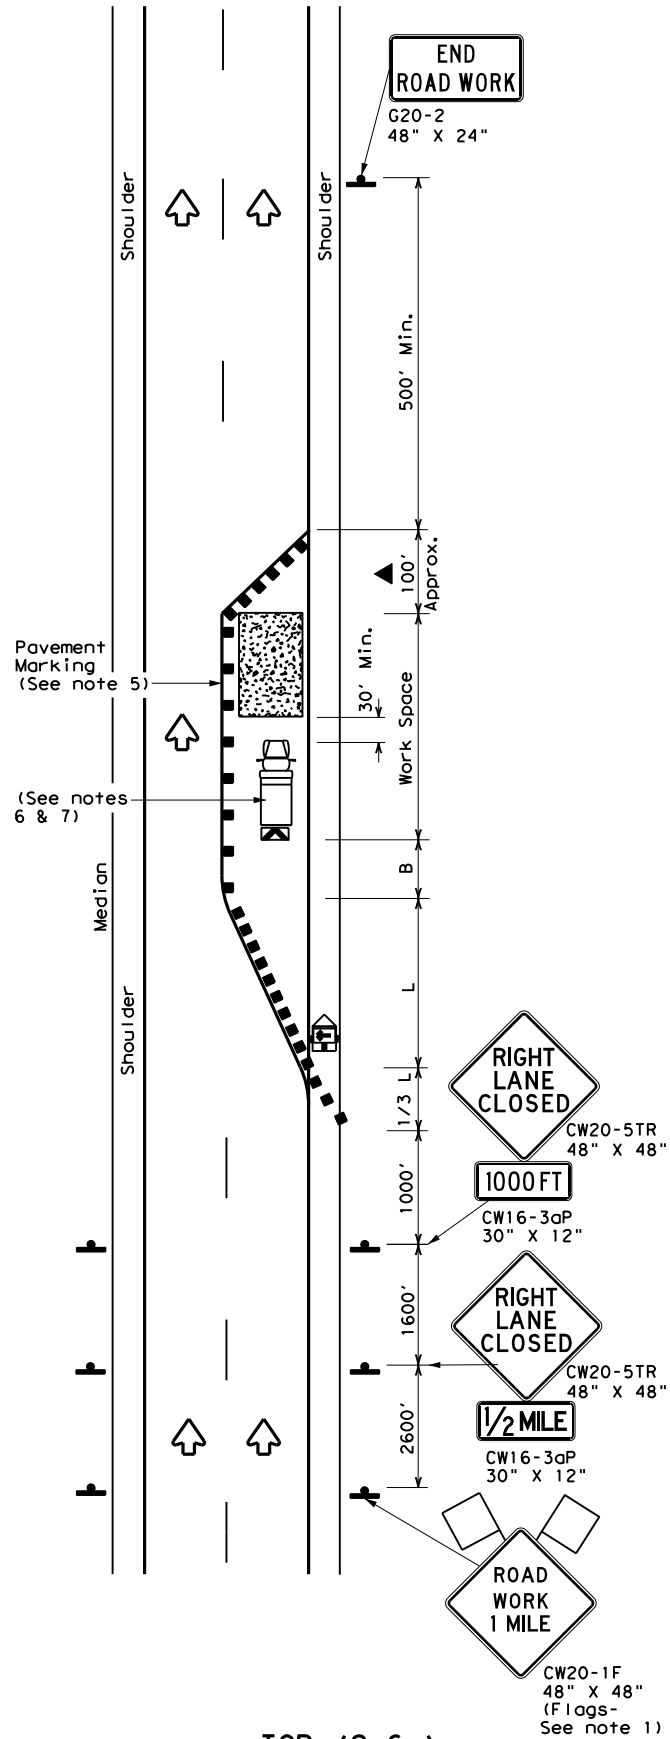 END
ROAD WORK
G20-2
48" X 24"
Shoulder
Shoulder
500' Min.
100'
Approx.
Pavement
Marking
(See note 5)
30' Min.
Work Space
(See notes
6 & 7)
B
Median
L
Shoulder
1/3 L
RIGHT
LANE
CLOSED
CW20-5TR
48" X 48"
1000 FT
CW16-3aP
30" X 12"
1000'
1600'
RIGHT
LANE
CLOSED
CW20-5TR
48" X 48"
1/2 MILE
CW16-3aP
30" X 12"
2600'
ROAD
WORK
1 MILE
CW20-1F
48" X 48"
(Flags-
See note 1)